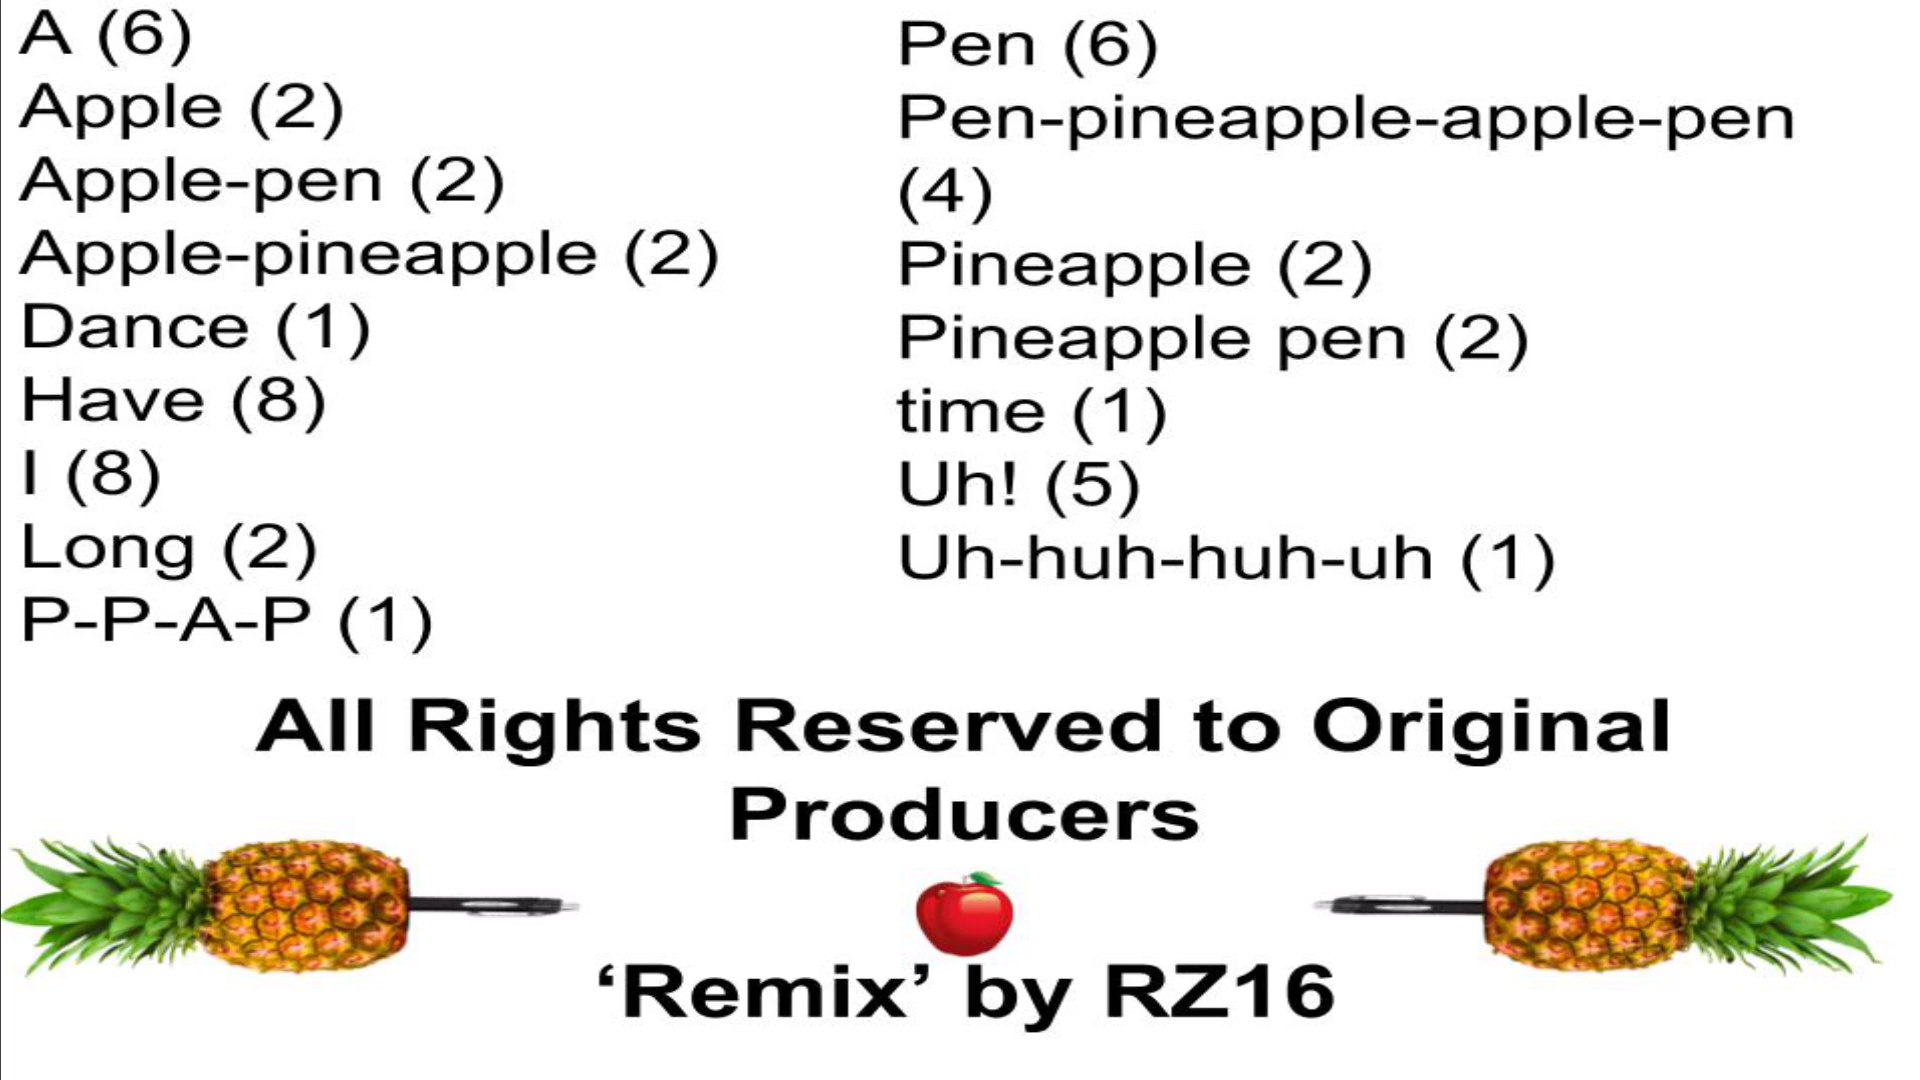 A (6)
Apple (2)
Apple-pen (2)
Apple-pineapple (2)
Dance (1)
Have (8)
I (8)
Long (2)
P-P-A-P (1)
Pen (6)
Pen-pineapple-apple-pen
(4)
Pineapple (2)
Pineapple pen (2)
time (1)
Uh! (5)
Uh-huh-huh-uh (1)
All Rights Reserved to Original
Producers
‘Remix’ by RZ16